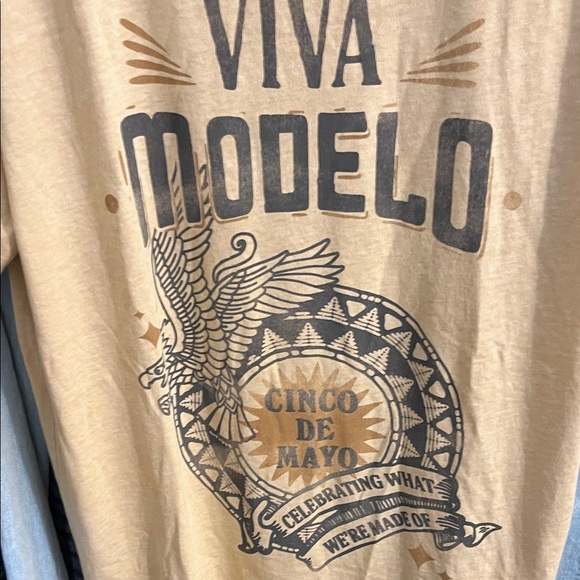 VIVA
MODELO
CINCO
DE
MAYO
CELEBRATING WHAT
WE'RE MADE OF